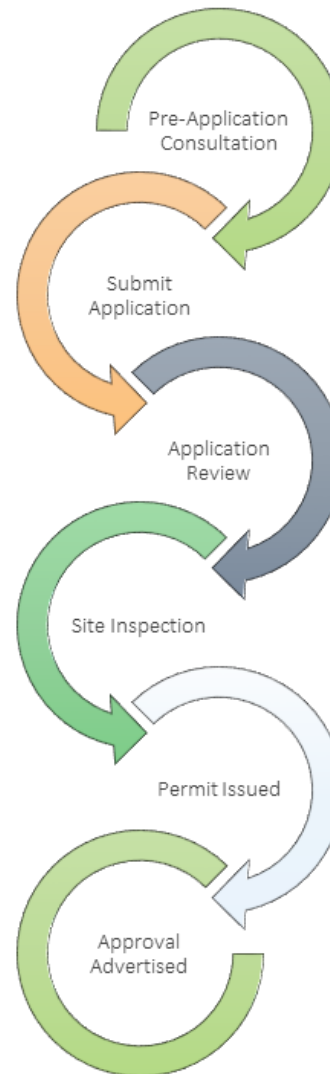 Pre-Application
Consultation
Submit
Application
Application
Review
Site Inspection
Permit Issued
Approval
Advertised